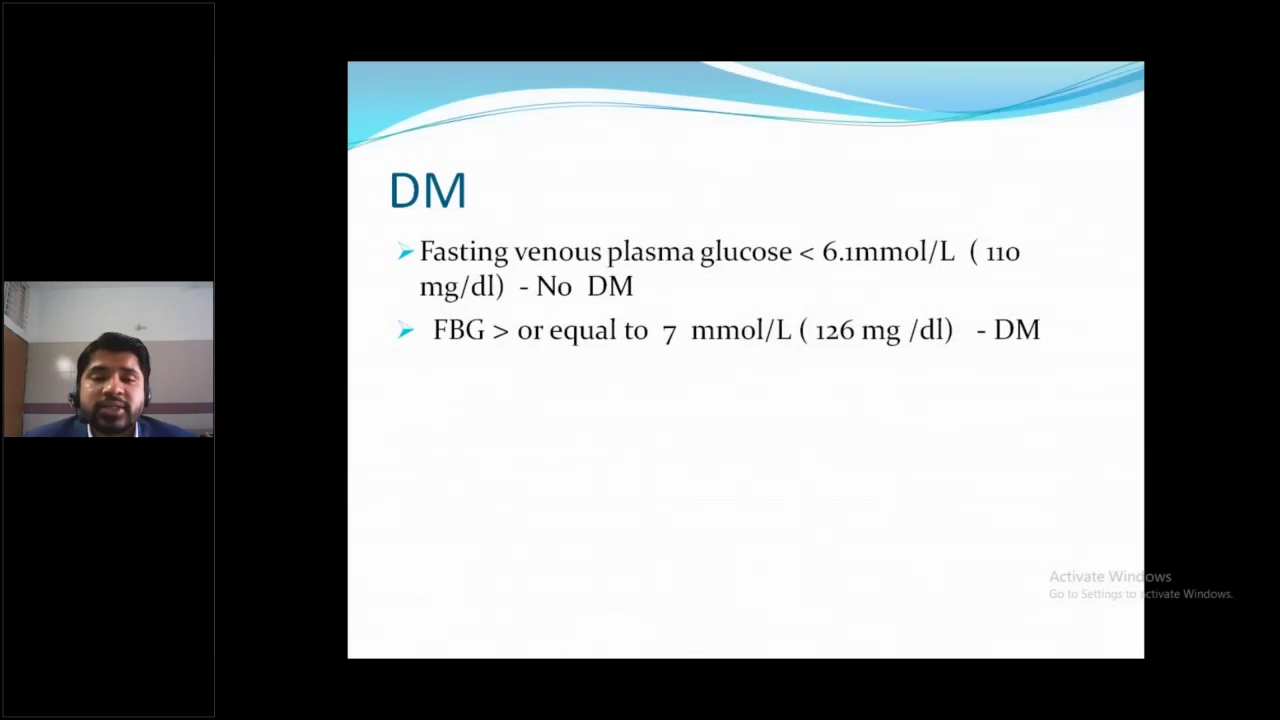 DM
Fasting venous plasma glucose < 6.1mmol/L ( 110
mg/dl) - No DM
FBG > or equal to 7 mmol/L ( 126 mg /dl) - DM
Activate Windows
Go to Settings to activate Windows.